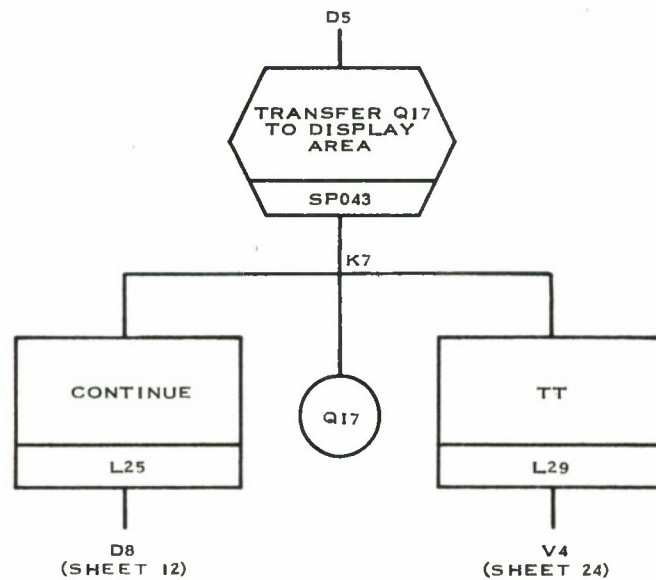 D5
TRANSFER Q17
TO DISPLAY
AREA
SP043
K7
CONTINUE
Q17
TT
L25
L29
D8
(SHEET 12)
V4
(SHEET 24)